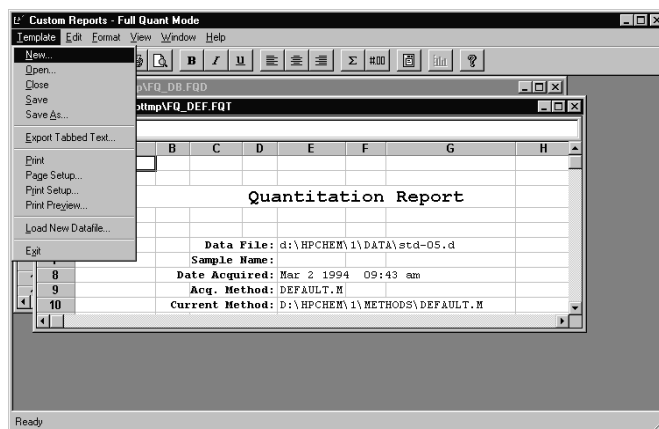 Custom Reports - Full Quant Mode
Template Edit Format View Window Help
B I u Σ #.00 ?
New...
Open...
Close
Save
Save As...
Export Tabbed Text...
Print
Page Setup...
Print Setup...
Print Preview...
Load New Datafile...
Exit
\FQ_DB.FQD
\FQ_DEF.FQT
B C D E F G H
Quantitation Report
Data File: d:\HPCHEM\1\DATA\std-05.d
Sample Name:
8 Date Acquired: Mar 2 1994 09:43 am
9 Acq. Method: DEFAULT.M
10 Current Method: D:\HPCHEM\1\METHODS\DEFAULT.M
Ready